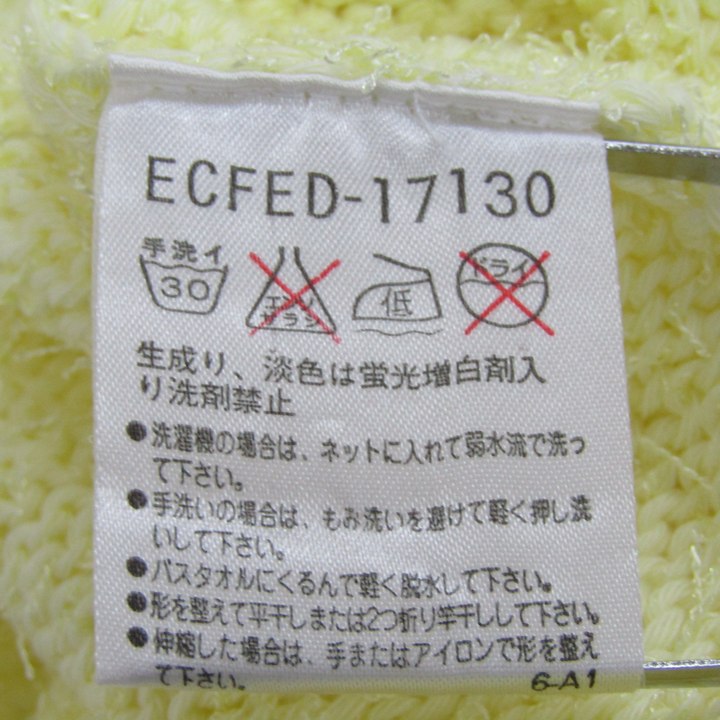 ECFED-17130
手洗イ
30
エンソ
サラシ
低
ドライ
生成り、淡色は蛍光増白剤入
り洗剤禁止
●洗濯機の場合は、ネットに入れて弱水流で洗っ
て下さい。
●手洗いの場合は、もみ洗いを避けて軽く押し洗
いして下さい。
●バスタオルにくるんで軽く脱水して下さい。
●形を整えて平干しまたは2つ折り竿干しして下さい。
●伸縮した場合は、手またはアイロンで形を整え
て下さい。
6-A1